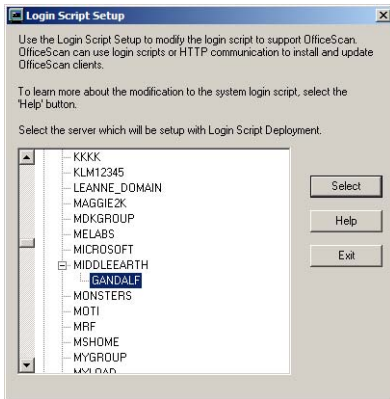 Login Script Setup
Use the Login Script Setup to modify the login script to support OfficeScan.
OfficeScan can use login scripts or HTTP communication to install and update
OfficeScan clients.
To learn more about the modification to the system login script, select the
'Help' button.
Select the server which will be setup with Login Script Deployment.
KKKK
KLM12345
LEANNE_DOMAIN
MAGGIE2K
MDKGROUP
MELABS
MICROSOFT
MIDDLEEARTH
GANDALF
MONSTERS
MOTI
MRF
MSHOME
MYGROUP
MYLOAD
Select
Help
Exit